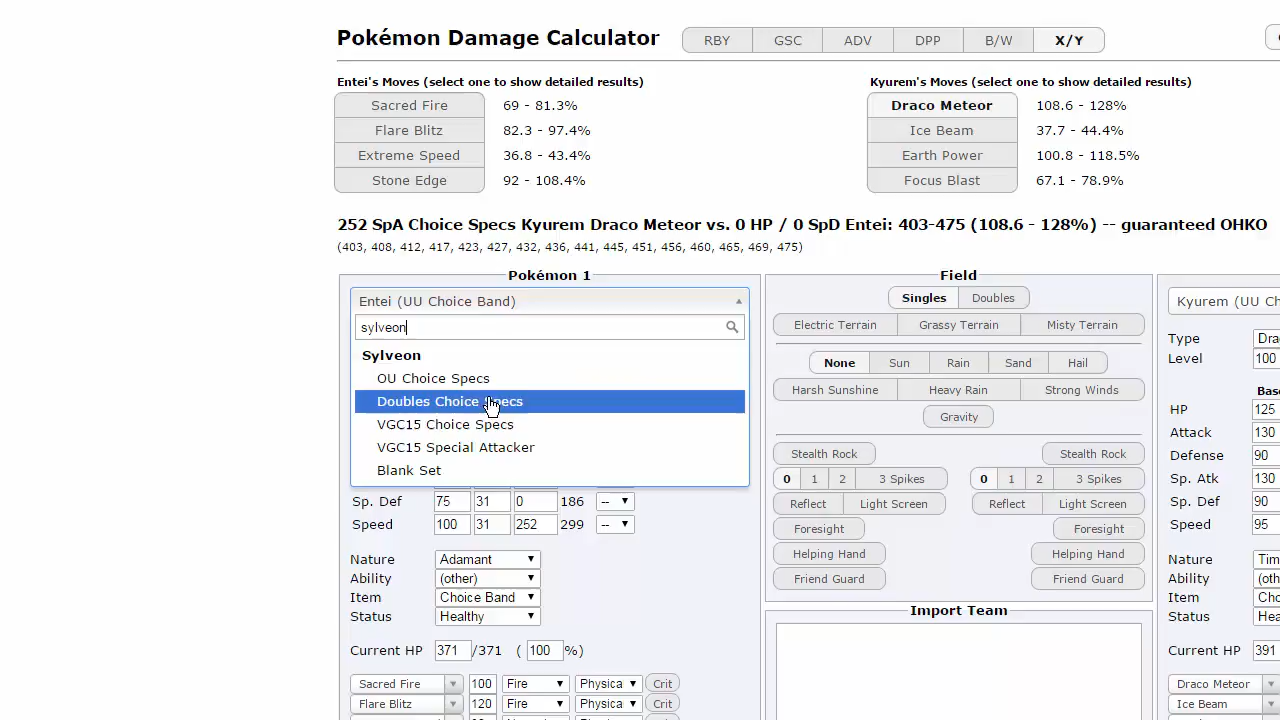 Pokémon Damage Calculator RBY GSC ADV DPP B/W X/Y
Entei's Moves (select one to show detailed results) Kyurem's Moves (select one to show detailed results)
Sacred Fire 69 - 81.3% Draco Meteor 108.6 - 128%
Flare Blitz 82.3 - 97.4% Ice Beam 37.7 - 44.4%
Extreme Speed 36.8 - 43.4% Earth Power 100.8 - 118.5%
Stone Edge 92 - 108.4% Focus Blast 67.1 - 78.9%
252 SpA Choice Specs Kyurem Draco Meteor vs. 0 HP / 0 SpD Entei: 403-475 (108.6 - 128%) -- guaranteed OHKO
(403, 408, 412, 417, 423, 427, 432, 436, 441, 445, 451, 456, 460, 465, 469, 475)
Pokémon 1
Entei (UU Choice Band)
sylveon
Sylveon
OU Choice Specs
Doubles Choice Specs
VGC15 Choice Specs
VGC15 Special Attacker
Blank Set
Sp. Def 75 31 0 186 --
Speed 100 31 252 299 --
Nature Adamant
Ability (other)
Item Choice Band
Status Healthy
Current HP 371 /371 ( 100 %)
Sacred Fire 100 Fire Physica Crit
Flare Blitz 120 Fire Physica Crit
Field
Singles Doubles
Electric Terrain Grassy Terrain Misty Terrain
None Sun Rain Sand Hail
Harsh Sunshine Heavy Rain Strong Winds
Gravity
Stealth Rock Stealth Rock
0 1 2 3 Spikes 0 1 2 3 Spikes
Reflect Light Screen Reflect Light Screen
Foresight Foresight
Helping Hand Helping Hand
Friend Guard Friend Guard
Import Team
Kyurem (UU Ch
Type Dra
Level 100
Bas
HP 125
Attack 130
Defense 90
Sp. Atk 130
Sp. Def 90
Speed 95
Nature Tim
Ability (oth
Item Cho
Status Hea
Current HP 391
Draco Meteor
Ice Beam